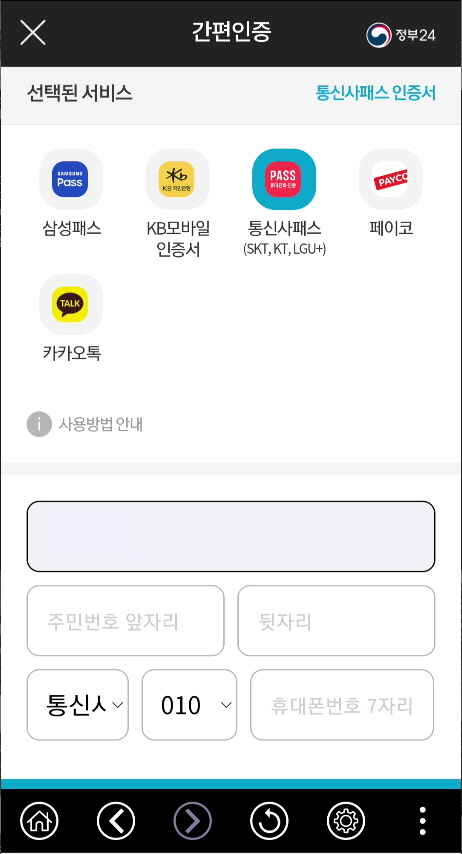 간편인증
정부24
선택된 서비스
통신사패스 인증서
SAMSUNG
Pass
KB 국민은행
PASS
휴대폰본인 인증
PAYCO
삼성패스
KB모바일
인증서
통신사패스
(SKT, KT, LGU+)
페이코
TALK
카카오톡
i 사용방법 안내
주민번호 앞자리
뒷자리
통신사
010
휴대폰번호 7자리